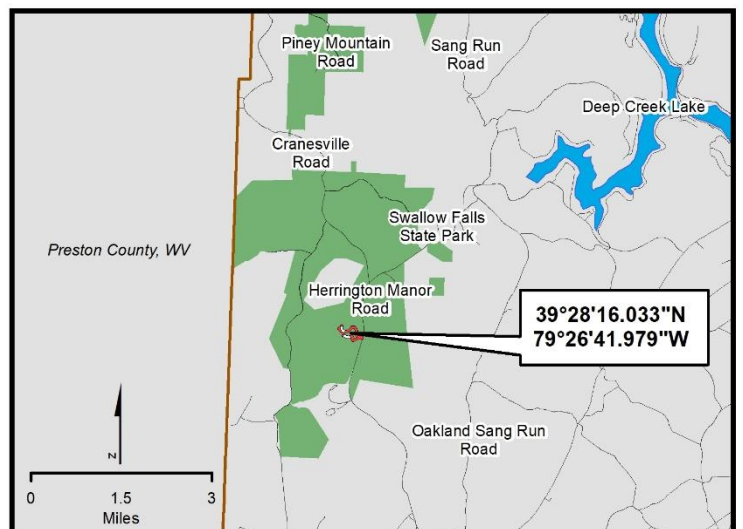 Piney Mountain
Road
Sang Run
Road
Deep Creek Lake
Cranesville
Road
Swallow Falls
State Park
Preston County, WV
Herrington Manor
Road
39°28'16.033"N
79°26'41.979"W
Oakland Sang Run
Road
N
0 1.5 3
Miles